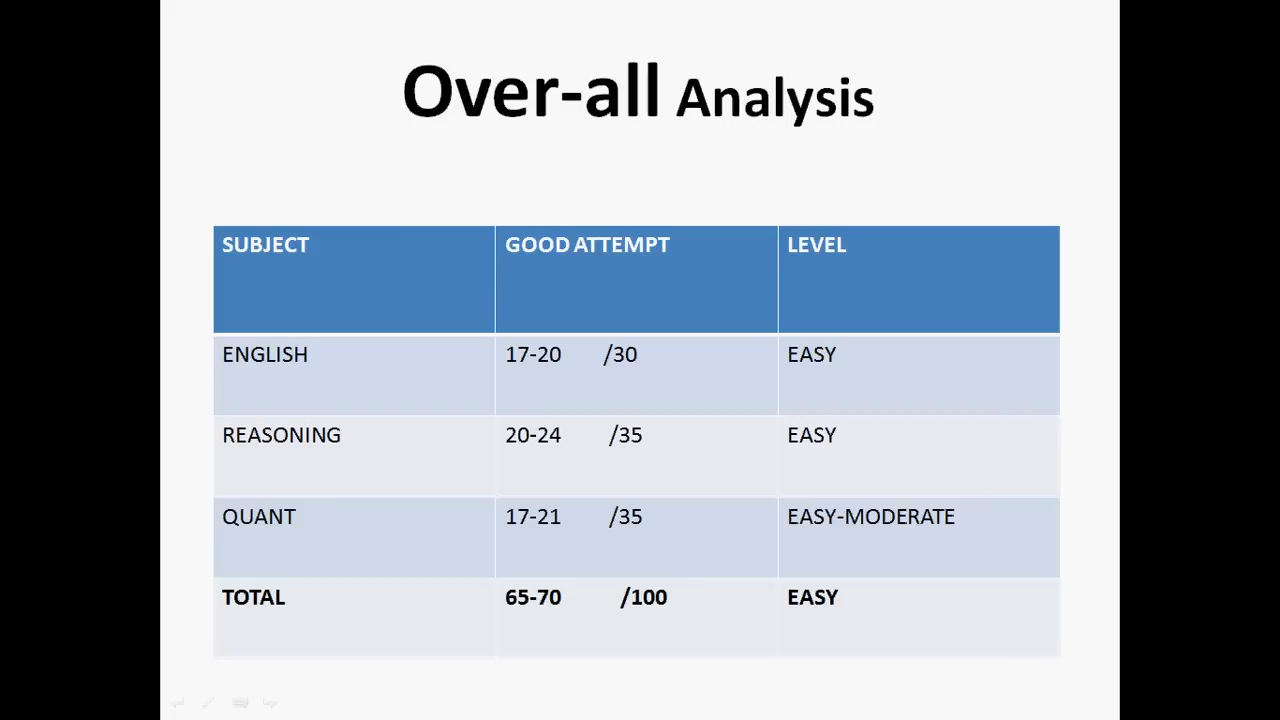 Over-all Analysis
SUBJECT GOOD ATTEMPT LEVEL
ENGLISH 17-20 /30 EASY
REASONING 20-24 /35 EASY
QUANT 17-21 /35 EASY-MODERATE
TOTAL 65-70 /100 EASY